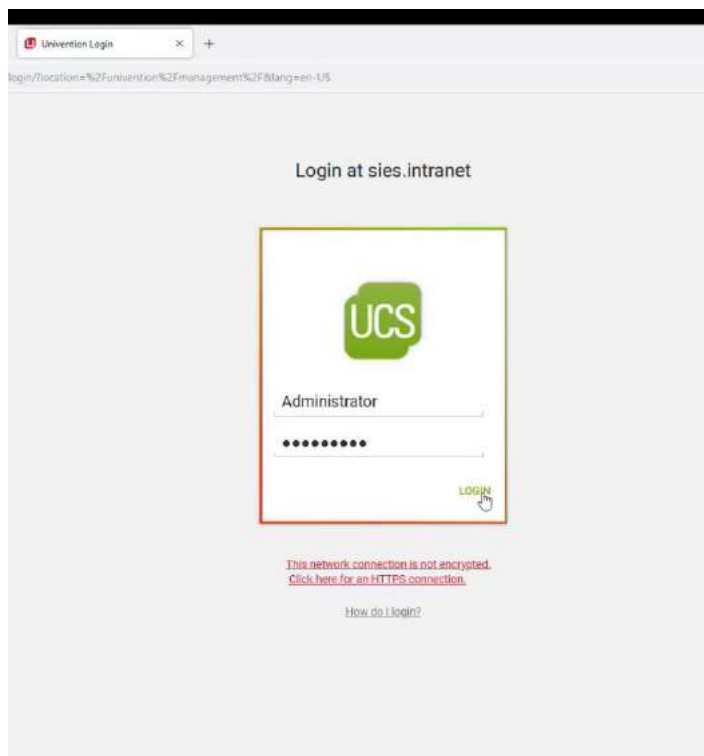 Univention Login
login/?location=%2Funivention%2Fmanagement%2F&lang=en-US
Login at sies.intranet
UCS
Administrator
LOGIN
This network connection is not encrypted.
Click here for an HTTPS connection.
How do I login?